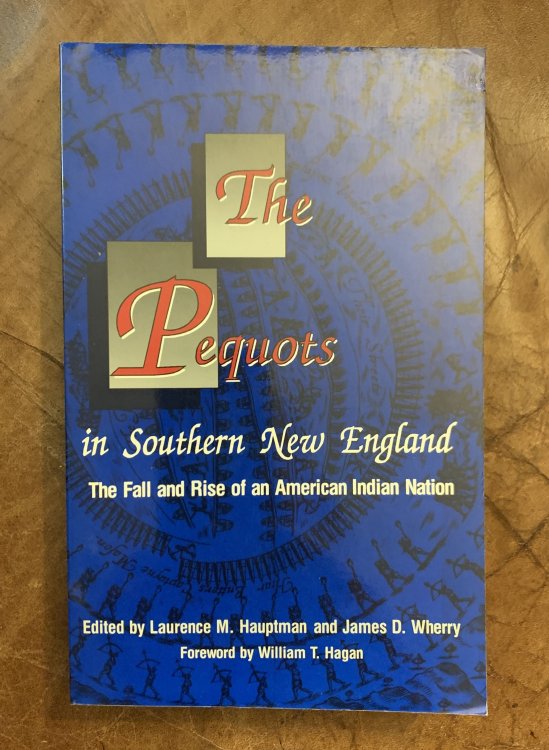 The
Pequots
in Southern New England
The Fall and Rise of an American Indian Nation
Edited by Laurence M. Hauptman and James D. Wherry
Foreword by William T. Hagan